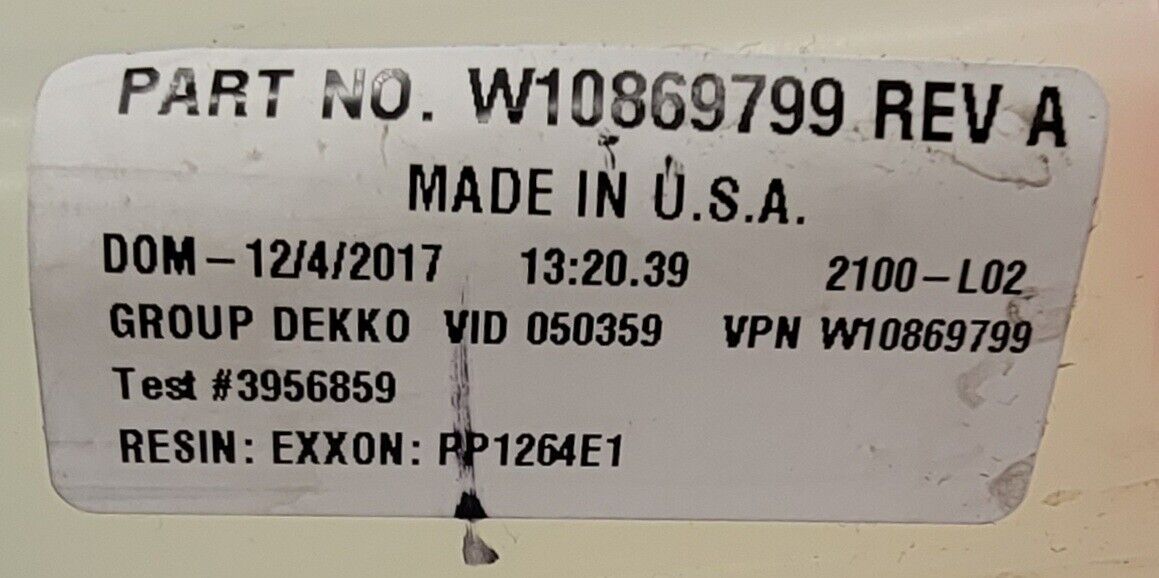 PART NO. W10869799 REV A
MADE IN U.S.A.
DOM-12/4/2017 13:20.39 2100-L02
GROUP DEKKO VID 050359 VPN W10869799
Test #3956859
RESIN: EXXON: PP1264E1